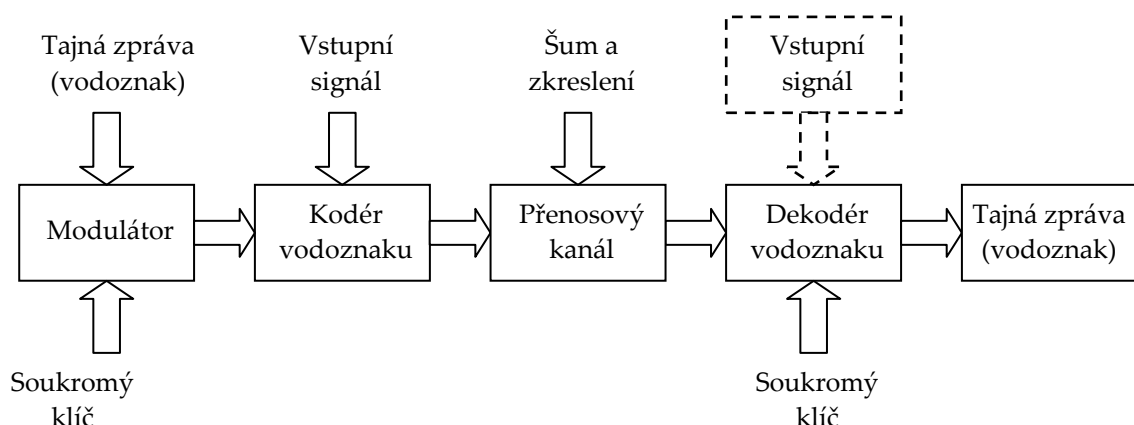 Tajná zpráva
(vodoznak)
Vstupní
signál
Šum a
zkreslení
Vstupní
signál
Modulátor
Kodér
vodoznaku
Přenosový
kanál
Dekodér
vodoznaku
Tajná zpráva
(vodoznak)
Soukromý
klíč
Soukromý
klíč